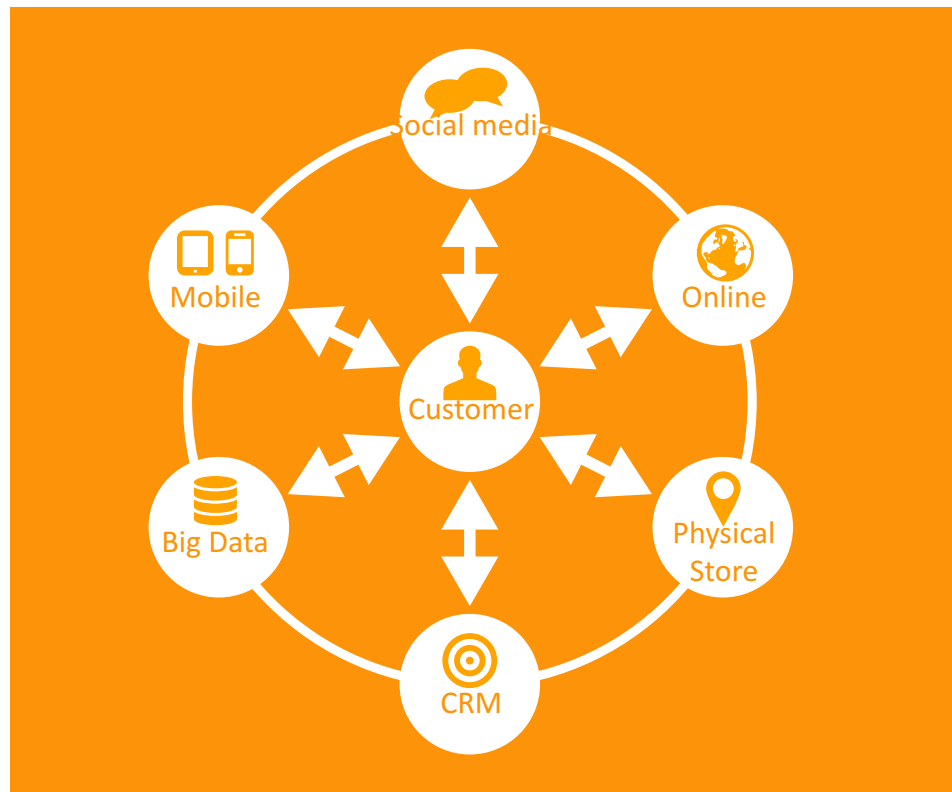 Social media
Mobile
Online
Customer
Big Data
Physical
Store
CRM